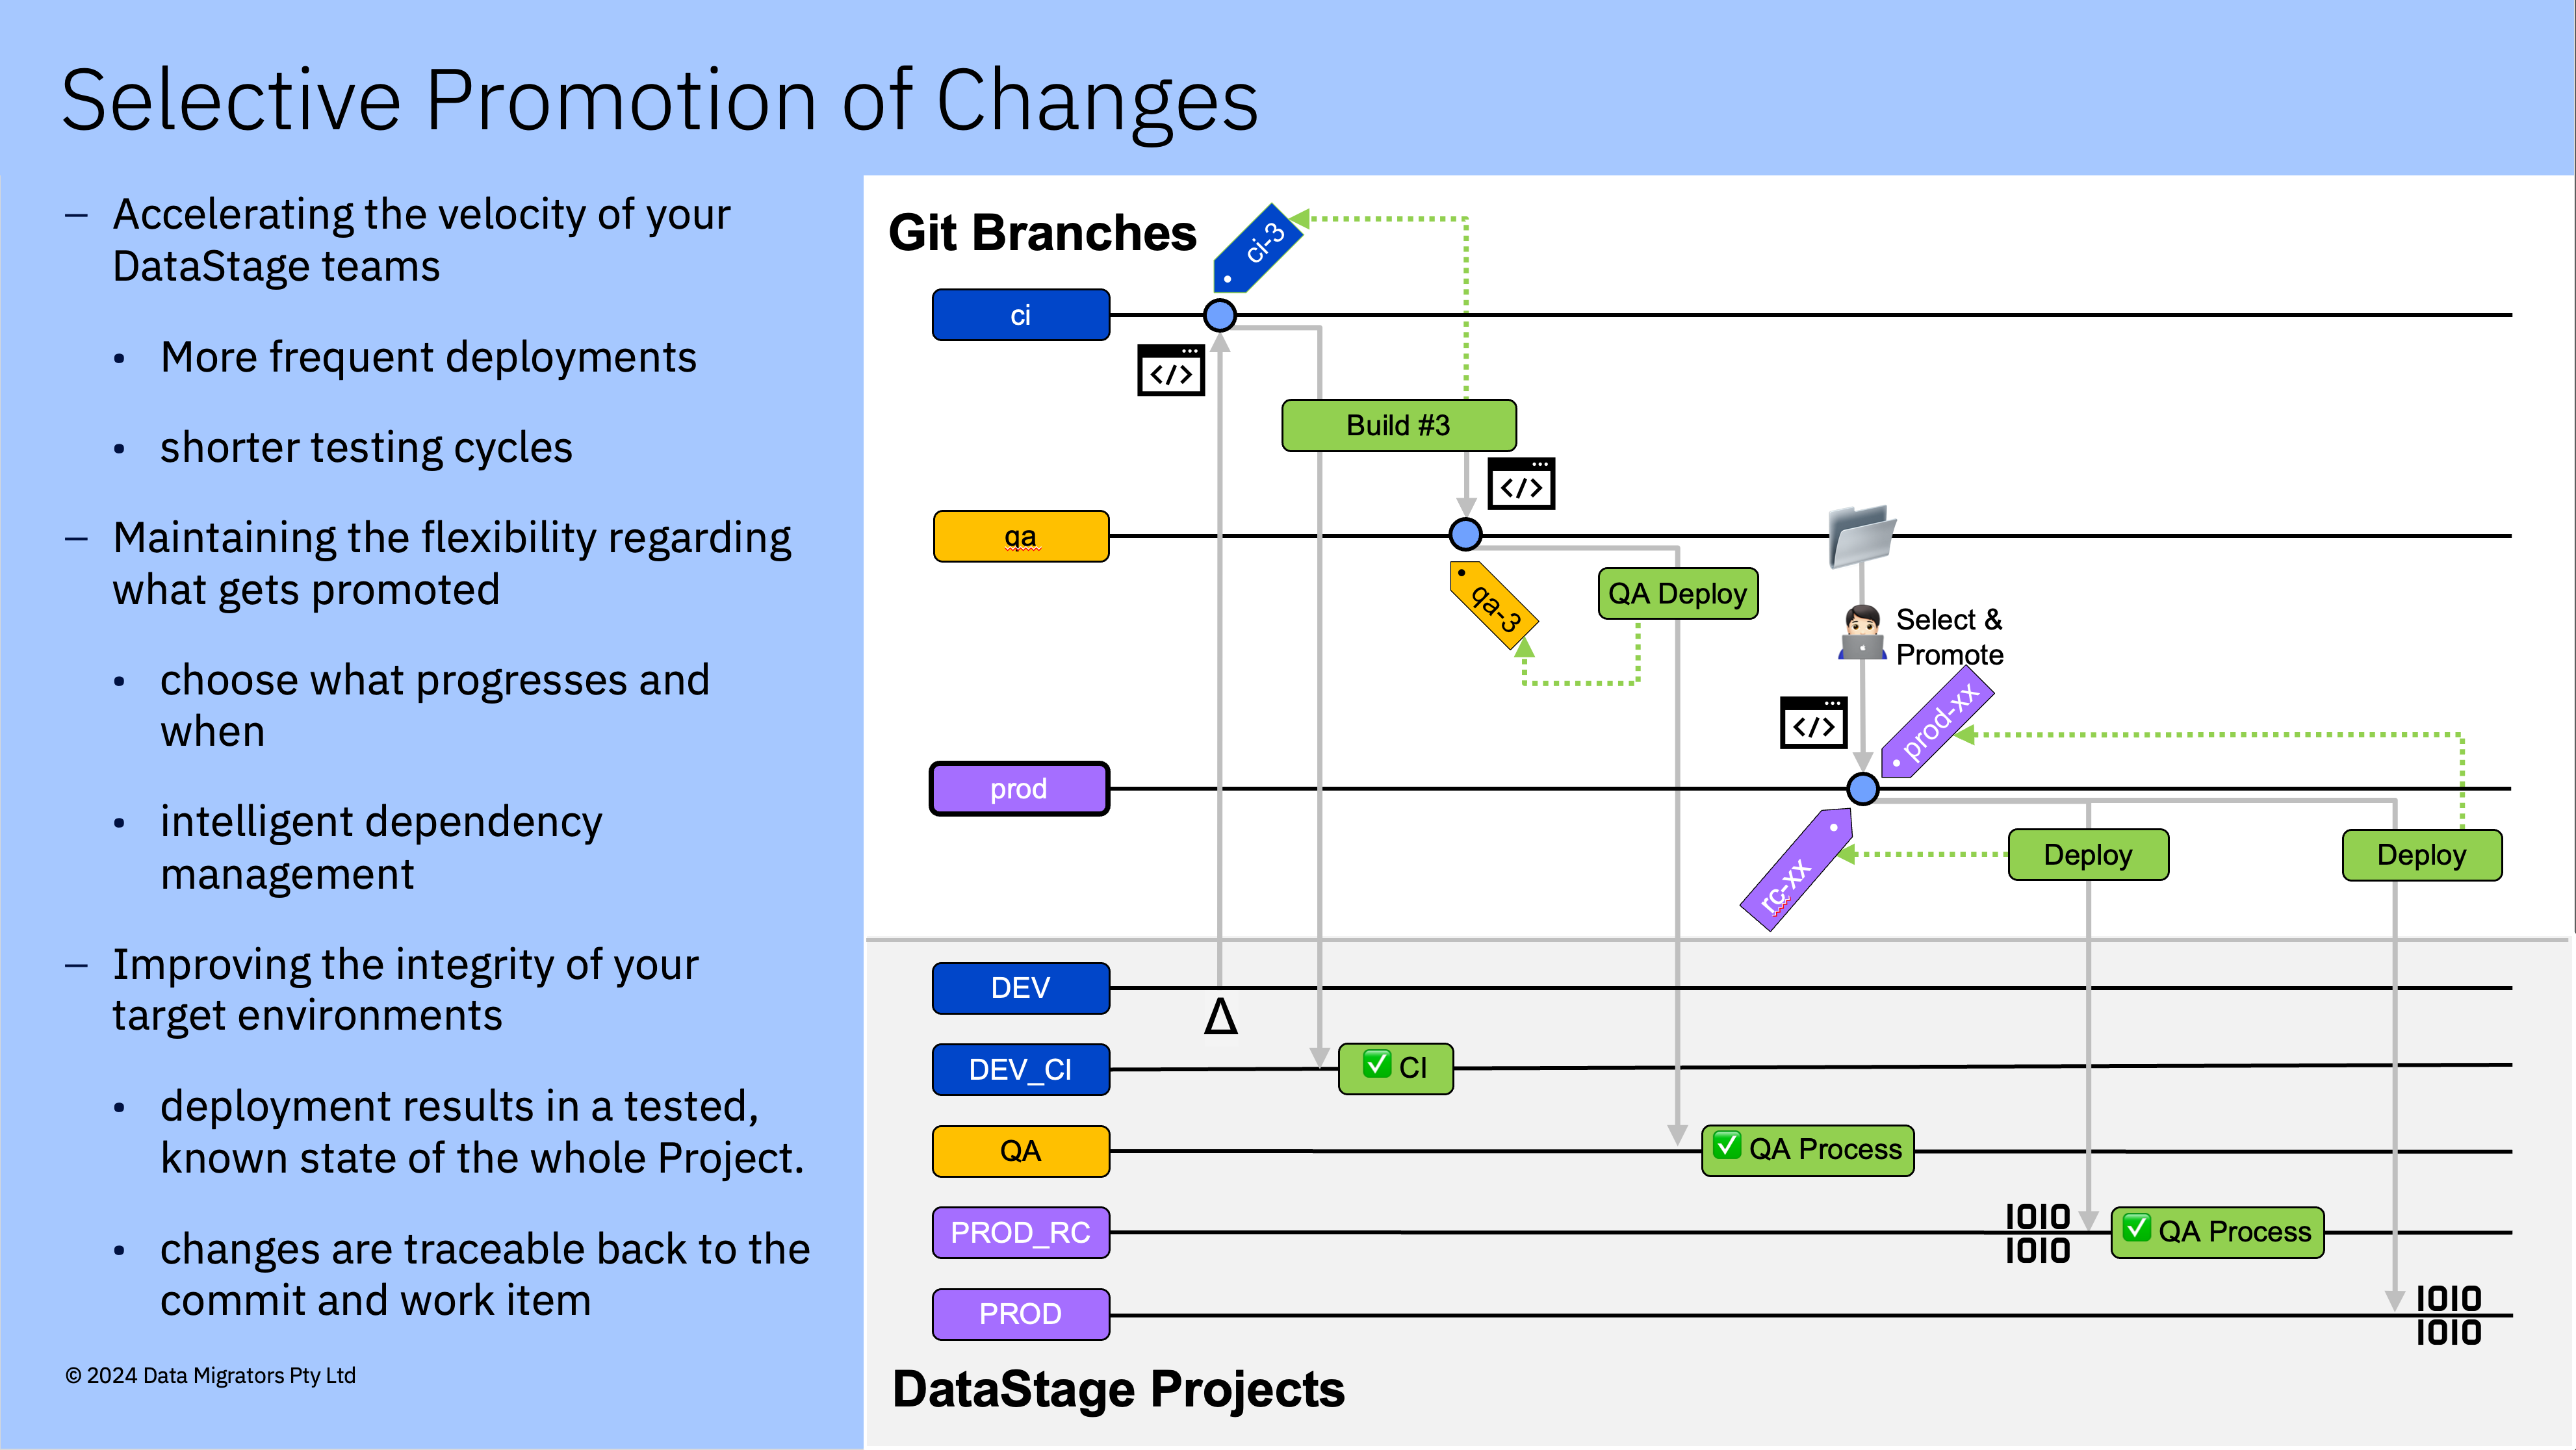 Selective Promotion of Changes
– Accelerating the velocity of your
DataStage teams
• More frequent deployments
• shorter testing cycles
– Maintaining the flexibility regarding
what gets promoted
• choose what progresses and
when
• intelligent dependency
management
– Improving the integrity of your
target environments
• deployment results in a tested,
known state of the whole Project.
• changes are traceable back to the
commit and work item
© 2024 Data Migrators Pty Ltd
Git Branches
ci-3
ci
</>
Build #3
</>
qa
qa-3
QA Deploy
Select &
Promote
</>
prod-xx
prod
rc-xx
Deploy
Deploy
DEV
Δ
DEV_CI
CI
QA
QA Process
PROD_RC
1010
1010
QA Process
PROD
1010
1010
DataStage Projects